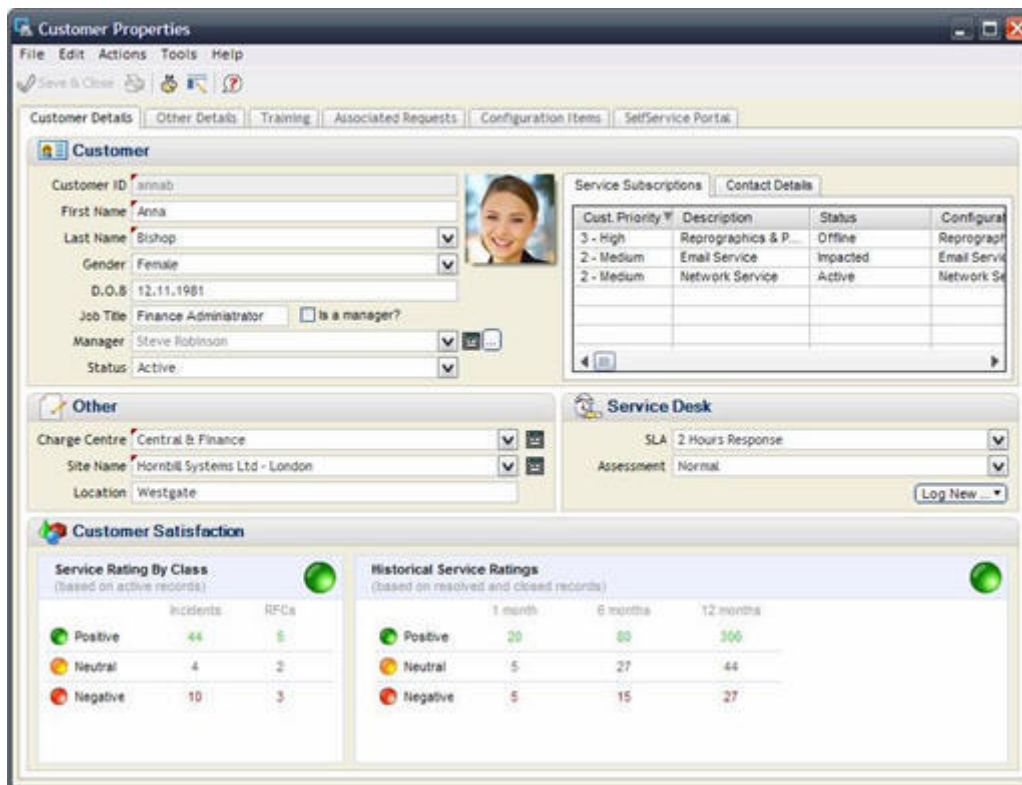 Customer Properties
File Edit Actions Tools Help
Save & Close
Customer Details Other Details Training Associated Requests Configuration Items SelfService Portal
Customer
Customer ID annab
First Name Anna
Last Name Bishop
Gender Female
D.O.B 12.11.1981
Job Title Finance Administrator Is a manager?
Manager Steve Robinson ...
Status Active
Service Subscriptions Contact Details
Cust. Priority Description Status Configurat
3 - High Reprographics & P... Offline Reprograph
2 - Medium Email Service Impacted Email Servic
2 - Medium Network Service Active Network Se
Other
Charge Centre Central & Finance
Site Name Hornbill Systems Ltd - London
Location Westgate
Service Desk
SLA 2 Hours Response
Assessment Normal
Log New ...
Customer Satisfaction
Service Rating By Class
(based on active records)
Incidents RFCs
Positive 44 5
Neutral 4 2
Negative 10 3
Historical Service Ratings
(based on resolved and closed records)
1 month 6 months 12 months
Positive 20 80 300
Neutral 5 27 44
Negative 5 15 27